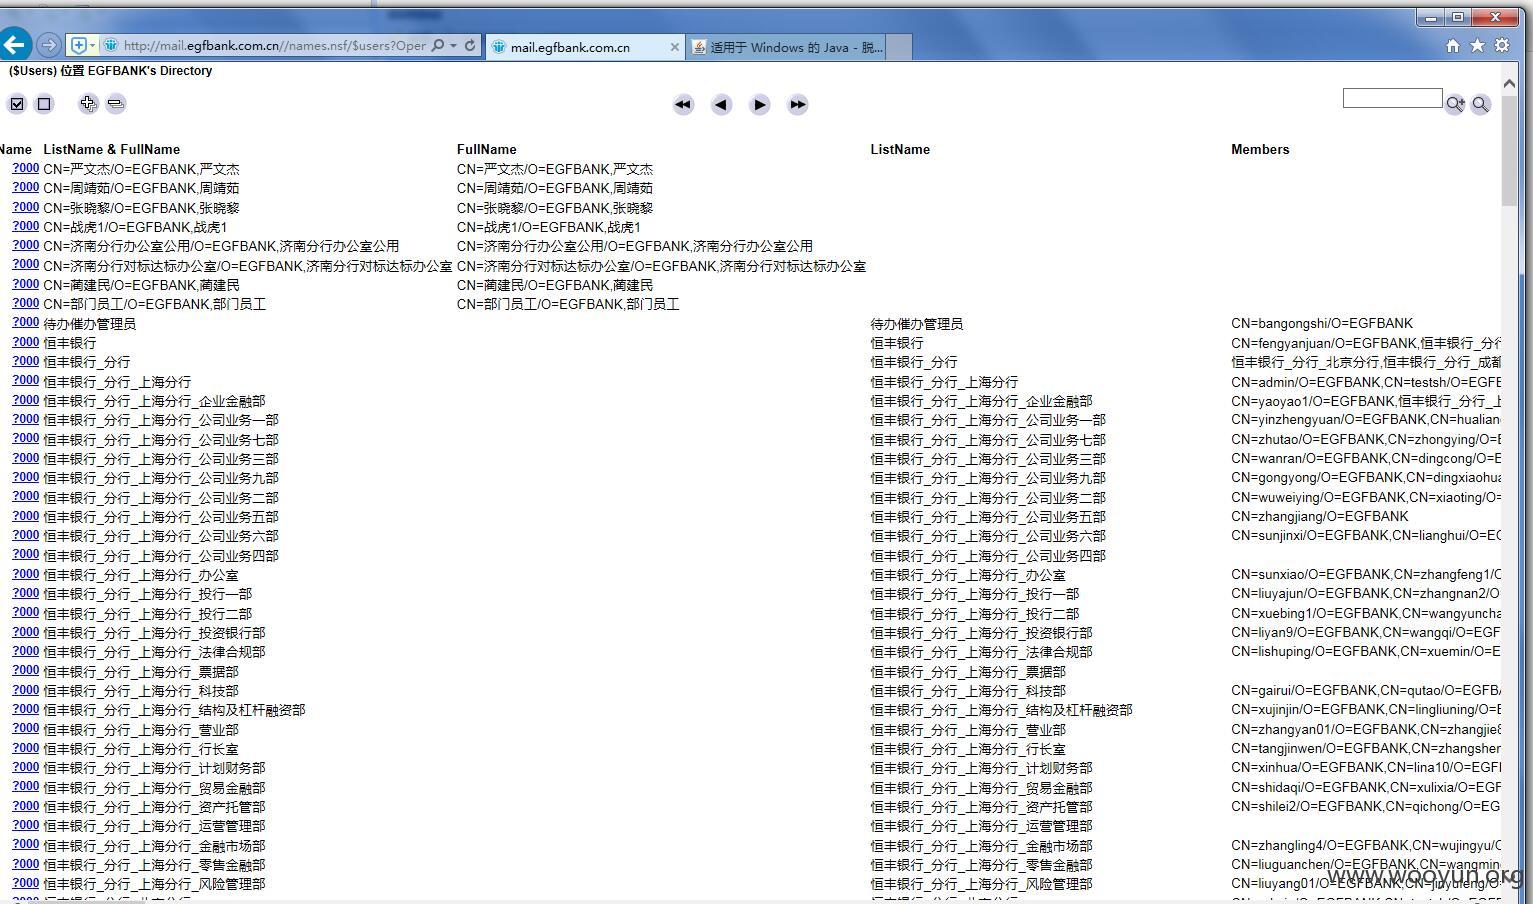 http://mail.egfbank.com.cn//names.nsf/$users?Oper
mail.egfbank.com.cn
适用于 Windows 的 Java - 脱...
($Users) 位置 EGFBANK's Directory
Name ListName & FullName FullName ListName Members
?000 CN=严文杰/O=EGFBANK,严文杰 CN=严文杰/O=EGFBANK,严文杰
?000 CN=周靖茹/O=EGFBANK,周靖茹 CN=周靖茹/O=EGFBANK,周靖茹
?000 CN=张晓黎/O=EGFBANK,张晓黎 CN=张晓黎/O=EGFBANK,张晓黎
?000 CN=战虎1/O=EGFBANK,战虎1 CN=战虎1/O=EGFBANK,战虎1
?000 CN=济南分行办公室公用/O=EGFBANK,济南分行办公室公用 CN=济南分行办公室公用/O=EGFBANK,济南分行办公室公用
?000 CN=济南分行对标达标办公室/O=EGFBANK,济南分行对标达标办公室 CN=济南分行对标达标办公室/O=EGFBANK,济南分行对标达标办公室
?000 CN=蔺建民/O=EGFBANK,蔺建民 CN=蔺建民/O=EGFBANK,蔺建民
?000 CN=部门员工/O=EGFBANK,部门员工 CN=部门员工/O=EGFBANK,部门员工
?000 待办催办管理员 待办催办管理员 CN=bangongshi/O=EGFBANK
?000 恒丰银行 恒丰银行 CN=fengyanjuan/O=EGFBANK,恒丰银行_分行
?000 恒丰银行_分行 恒丰银行_分行 恒丰银行_分行_北京分行,恒丰银行_分行_成都
?000 恒丰银行_分行_上海分行 恒丰银行_分行_上海分行 CN=admin/O=EGFBANK,CN=testsh/O=EGFB
?000 恒丰银行_分行_上海分行_企业金融部 恒丰银行_分行_上海分行_企业金融部 CN=yaoyao1/O=EGFBANK,恒丰银行_分行_上
?000 恒丰银行_分行_上海分行_公司业务一部 恒丰银行_分行_上海分行_公司业务一部 CN=yinzhengyuan/O=EGFBANK,CN=hualian
?000 恒丰银行_分行_上海分行_公司业务七部 恒丰银行_分行_上海分行_公司业务七部 CN=zhutao/O=EGFBANK,CN=zhongying/O=E
?000 恒丰银行_分行_上海分行_公司业务三部 恒丰银行_分行_上海分行_公司业务三部 CN=wanran/O=EGFBANK,CN=dingcong/O=E
?000 恒丰银行_分行_上海分行_公司业务九部 恒丰银行_分行_上海分行_公司业务九部 CN=gongyong/O=EGFBANK,CN=dingxiaohua
?000 恒丰银行_分行_上海分行_公司业务二部 恒丰银行_分行_上海分行_公司业务二部 CN=wuweiying/O=EGFBANK,CN=xiaoting/O=
?000 恒丰银行_分行_上海分行_公司业务五部 恒丰银行_分行_上海分行_公司业务五部 CN=zhangjiang/O=EGFBANK
?000 恒丰银行_分行_上海分行_公司业务六部 恒丰银行_分行_上海分行_公司业务六部 CN=sunjinxi/O=EGFBANK,CN=lianghui/O=EG
?000 恒丰银行_分行_上海分行_公司业务四部 恒丰银行_分行_上海分行_公司业务四部
?000 恒丰银行_分行_上海分行_办公室 恒丰银行_分行_上海分行_办公室 CN=sunxiao/O=EGFBANK,CN=zhangfeng1/O
?000 恒丰银行_分行_上海分行_投行一部 恒丰银行_分行_上海分行_投行一部 CN=liuyajun/O=EGFBANK,CN=zhangnan2/O
?000 恒丰银行_分行_上海分行_投行二部 恒丰银行_分行_上海分行_投行二部 CN=xuebing1/O=EGFBANK,CN=wangyuncha
?000 恒丰银行_分行_上海分行_投资银行部 恒丰银行_分行_上海分行_投资银行部 CN=liyan9/O=EGFBANK,CN=wangqi/O=EGF
?000 恒丰银行_分行_上海分行_法律合规部 恒丰银行_分行_上海分行_法律合规部 CN=lishuping/O=EGFBANK,CN=xuemin/O=E
?000 恒丰银行_分行_上海分行_票据部 恒丰银行_分行_上海分行_票据部
?000 恒丰银行_分行_上海分行_科技部 恒丰银行_分行_上海分行_科技部 CN=gairui/O=EGFBANK,CN=qutao/O=EGFBA
?000 恒丰银行_分行_上海分行_结构及杠杆融资部 恒丰银行_分行_上海分行_结构及杠杆融资部 CN=xujinjin/O=EGFBANK,CN=lingliuning/O=E
?000 恒丰银行_分行_上海分行_营业部 恒丰银行_分行_上海分行_营业部 CN=zhangyan01/O=EGFBANK,CN=zhangjie8
?000 恒丰银行_分行_上海分行_行长室 恒丰银行_分行_上海分行_行长室 CN=tangjinwen/O=EGFBANK,CN=zhangshen
?000 恒丰银行_分行_上海分行_计划财务部 恒丰银行_分行_上海分行_计划财务部 CN=xinhua/O=EGFBANK,CN=lina10/O=EGF
?000 恒丰银行_分行_上海分行_贸易金融部 恒丰银行_分行_上海分行_贸易金融部 CN=shidaqi/O=EGFBANK,CN=xulixia/O=EGF
?000 恒丰银行_分行_上海分行_资产托管部 恒丰银行_分行_上海分行_资产托管部 CN=shilei2/O=EGFBANK,CN=qichong/O=EG
?000 恒丰银行_分行_上海分行_运营管理部 恒丰银行_分行_上海分行_运营管理部
?000 恒丰银行_分行_上海分行_金融市场部 恒丰银行_分行_上海分行_金融市场部 CN=zhangling4/O=EGFBANK,CN=wujingyu/O
?000 恒丰银行_分行_上海分行_零售金融部 恒丰银行_分行_上海分行_零售金融部 CN=liuguanchen/O=EGFBANK,CN=wangmin
?000 恒丰银行_分行_上海分行_风险管理部 恒丰银行_分行_上海分行_风险管理部 CN=liuyang01/O=EGFBANK,CN=jinyufeng/O=
www.wooyun.org